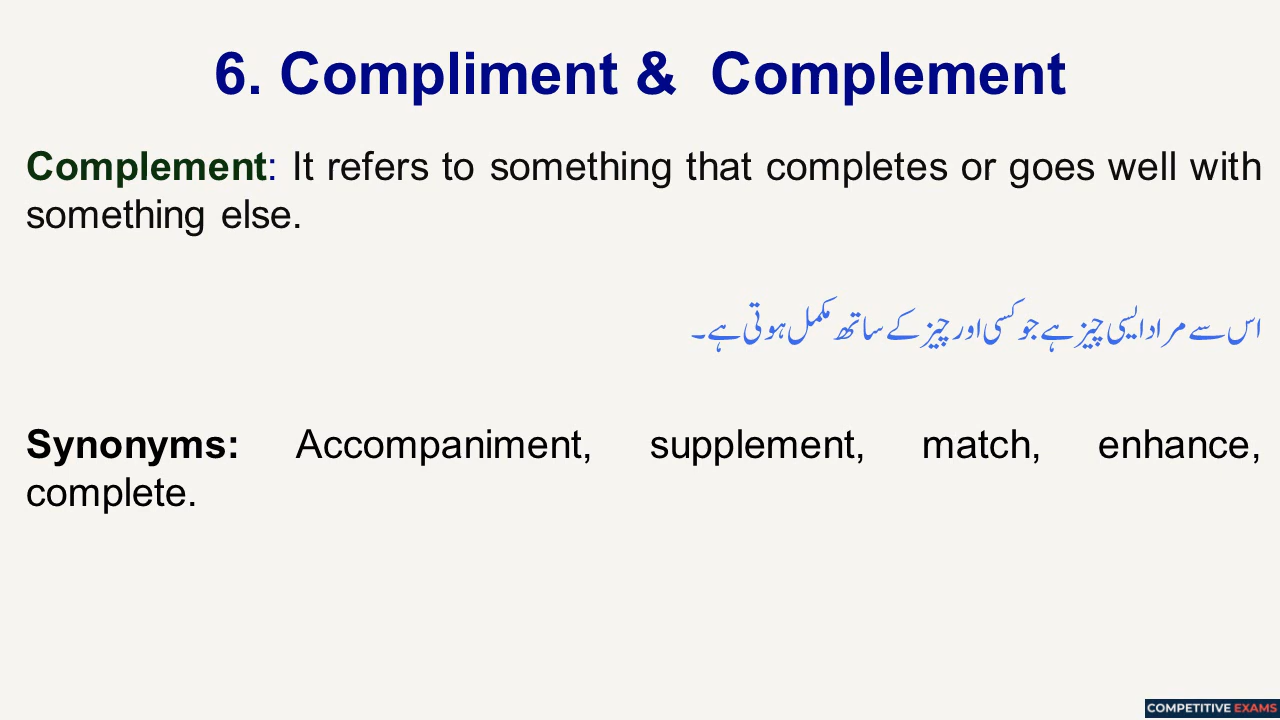 6. Compliment & Complement
Complement: It refers to something that completes or goes well with
something else.
اس سے مراد ایسی چیز ہے جو کسی اور چیز کے ساتھ مکمل ہوتی ہے۔
Synonyms: Accompaniment, supplement, match, enhance,
complete.
COMPETITIVE EXAMS